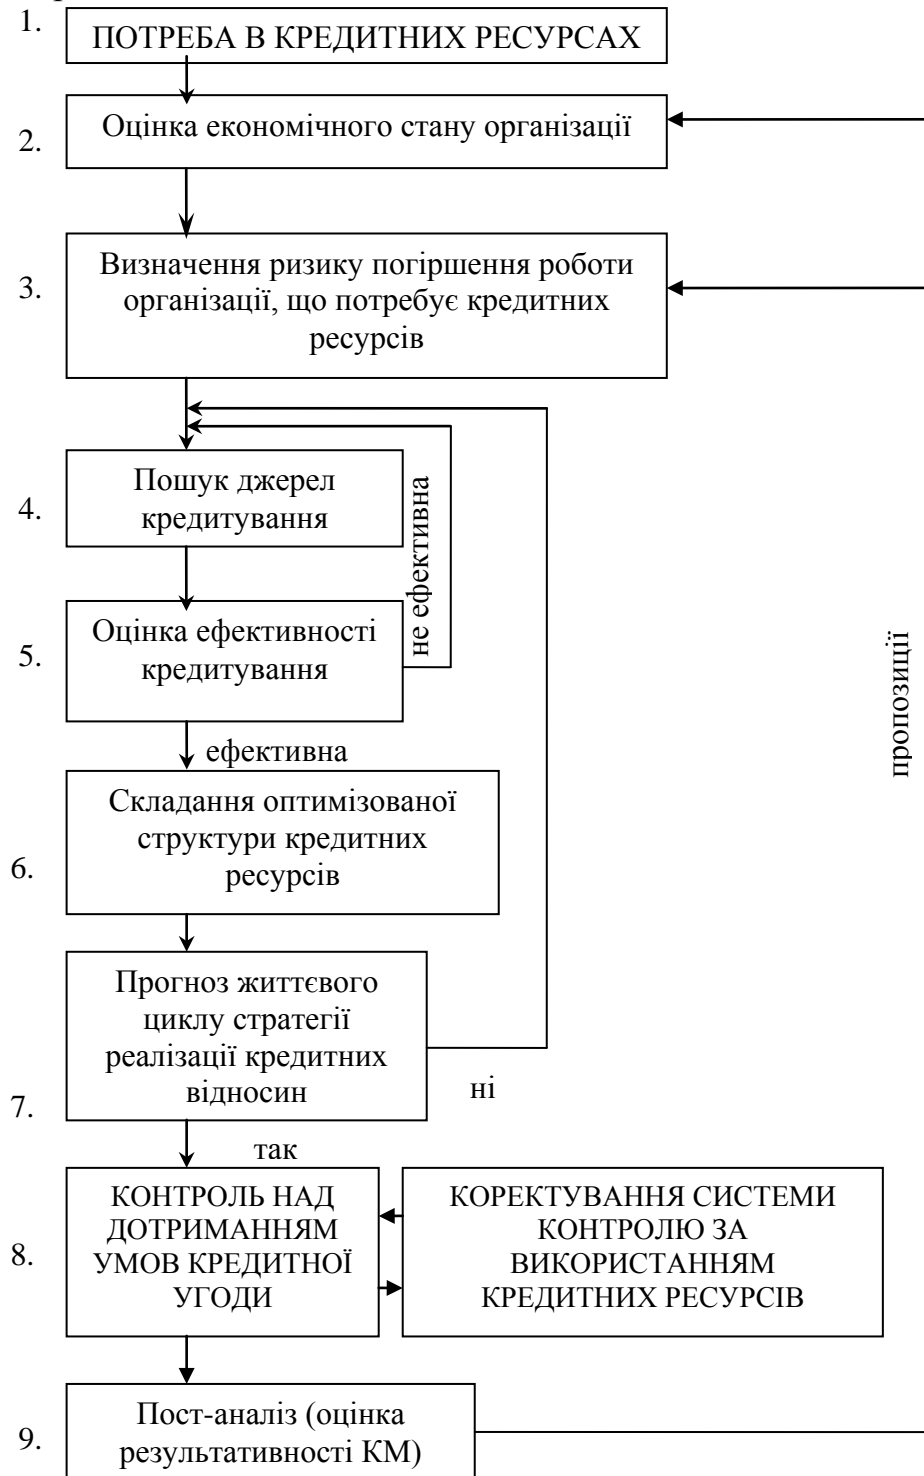 1.
ПОТРЕБА В КРЕДИТНИХ РЕСУРСАХ
2.
Оцінка економічного стану організації
3.
Визначення ризику погіршення роботи
організації, що потребує кредитних
ресурсів
4.
Пошук джерел
кредитування
не ефективна
5.
Оцінка ефективності
кредитування
пропозиції
ефективна
6.
Складання оптимізованої
структури кредитних
ресурсів
7.
Прогноз життєвого
циклу стратегії
реалізації кредитних
відносин
ні
так
8.
КОНТРОЛЬ НАД
ДОТРИМАННЯМ
УМОВ КРЕДИТНОЇ
УГОДИ
КОРЕКТУВАННЯ СИСТЕМИ
КОНТРОЛЮ ЗА
ВИКОРИСТАННЯМ
КРЕДИТНИХ РЕСУРСІВ
9.
Пост-аналіз (оцінка
результативності КМ)